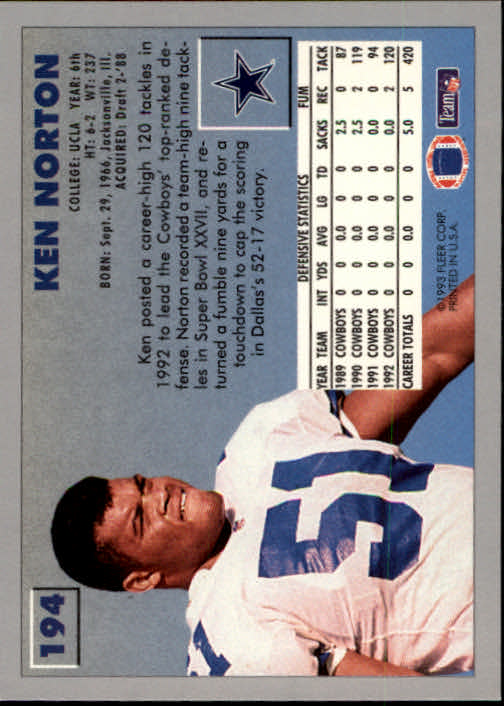 194
KEN NORTON
COLLEGE: UCLA YEAR: 6th
HT: 6-2 WT: 237
BORN: Sept. 29, 1966, Jacksonville, Ill.
ACQUIRED: Draft 2-'88
Ken posted a career-high 120 tackles in
1992 to lead the Cowboys' top-ranked de-
fense. Norton recorded a team-high nine tack-
les in Super Bowl XXVII, and re-
turned a fumble nine yards for a
touchdown to cap the scoring
in Dallas's 52-17 victory.
DEFENSIVE STATISTICS FUM
YEAR TEAM INT YDS AVG LG TD SACKS REC TACK
1989 COWBOYS 0 0 0.0 0 0 2.5 0 87
1990 COWBOYS 0 0 0.0 0 0 2.5 2 119
1991 COWBOYS 0 0 0.0 0 0 0.0 0 94
1992 COWBOYS 0 0 0.0 0 0 0.0 2 120
CAREER TOTALS 0 0 0.0 0 0 5.0 5 420
©1993 FLEER CORP.
PRINTED IN U.S.A.
Team NFL
51